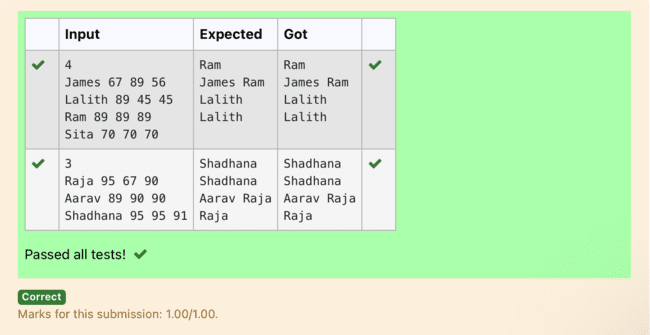 Input Expected Got
4 Ram Ram
James 67 89 56 James Ram James Ram
Lalith 89 45 45 Lalith Lalith
Ram 89 89 89 Lalith Lalith
Sita 70 70 70
3 Shadhana Shadhana
Raja 95 67 90 Shadhana Shadhana
Aarav 89 90 90 Aarav Raja Aarav Raja
Shadhana 95 95 91 Raja Raja
Passed all tests!
Correct
Marks for this submission: 1.00/1.00.